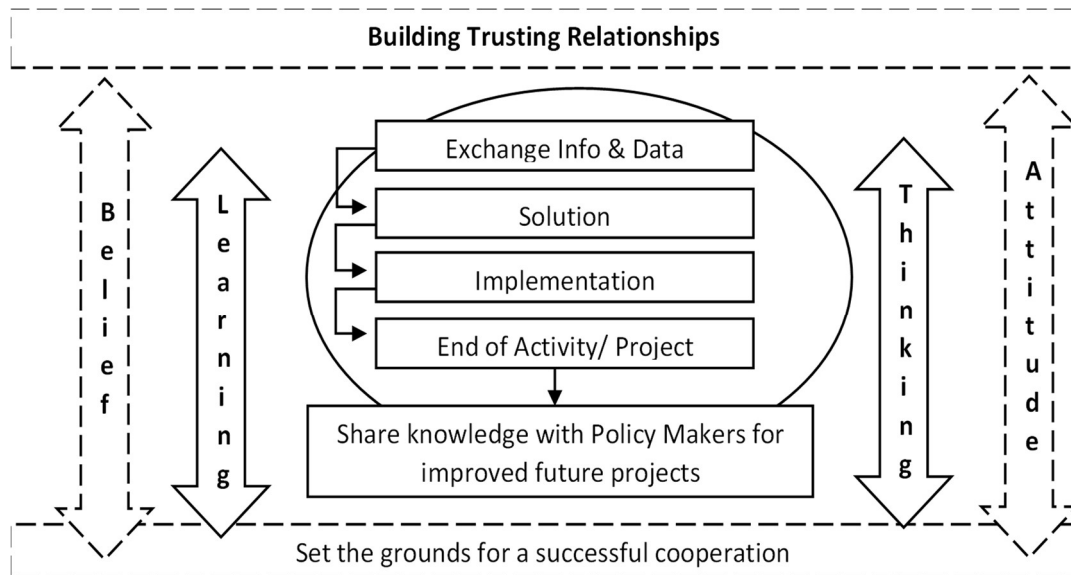 Building Trusting Relationships
Belief
Learning
Exchange Info & Data
Solution
Implementation
End of Activity/ Project
Share knowledge with Policy Makers for
improved future projects
Thinking
Attitude
Set the grounds for a successful cooperation